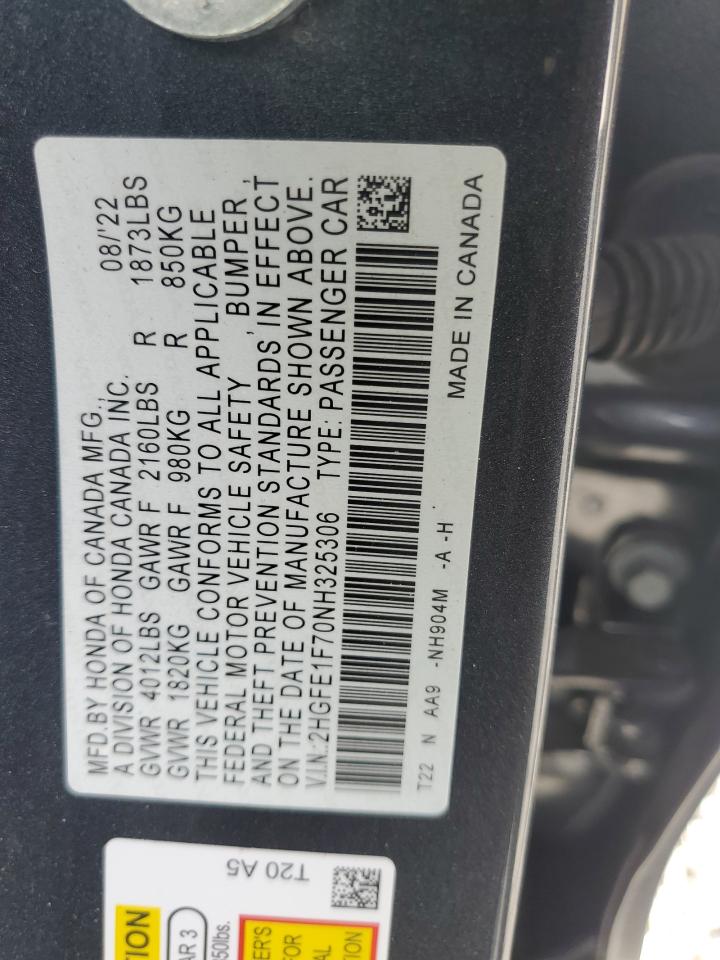 MFD.BY HONDA OF CANADA MFG., 08/'22
A DIVISION OF HONDA CANADA INC.
GVWR 4012LBS GAWR F 2160LBS R 1873LBS
GVWR 1820KG GAWR F 980KG R 850KG
THIS VEHICLE CONFORMS TO ALL APPLICABLE
FEDERAL MOTOR VEHICLE SAFETY , BUMPER ,
AND THEFT PREVENTION STANDARDS IN EFFECT
ON THE DATE OF MANUFACTURE SHOWN ABOVE.
V.I.N.:2HGFE1F70NH325306 TYPE: PASSENGER CAR
T22 N AA9 -NH904M -A -H MADE IN CANADA
T20 A5